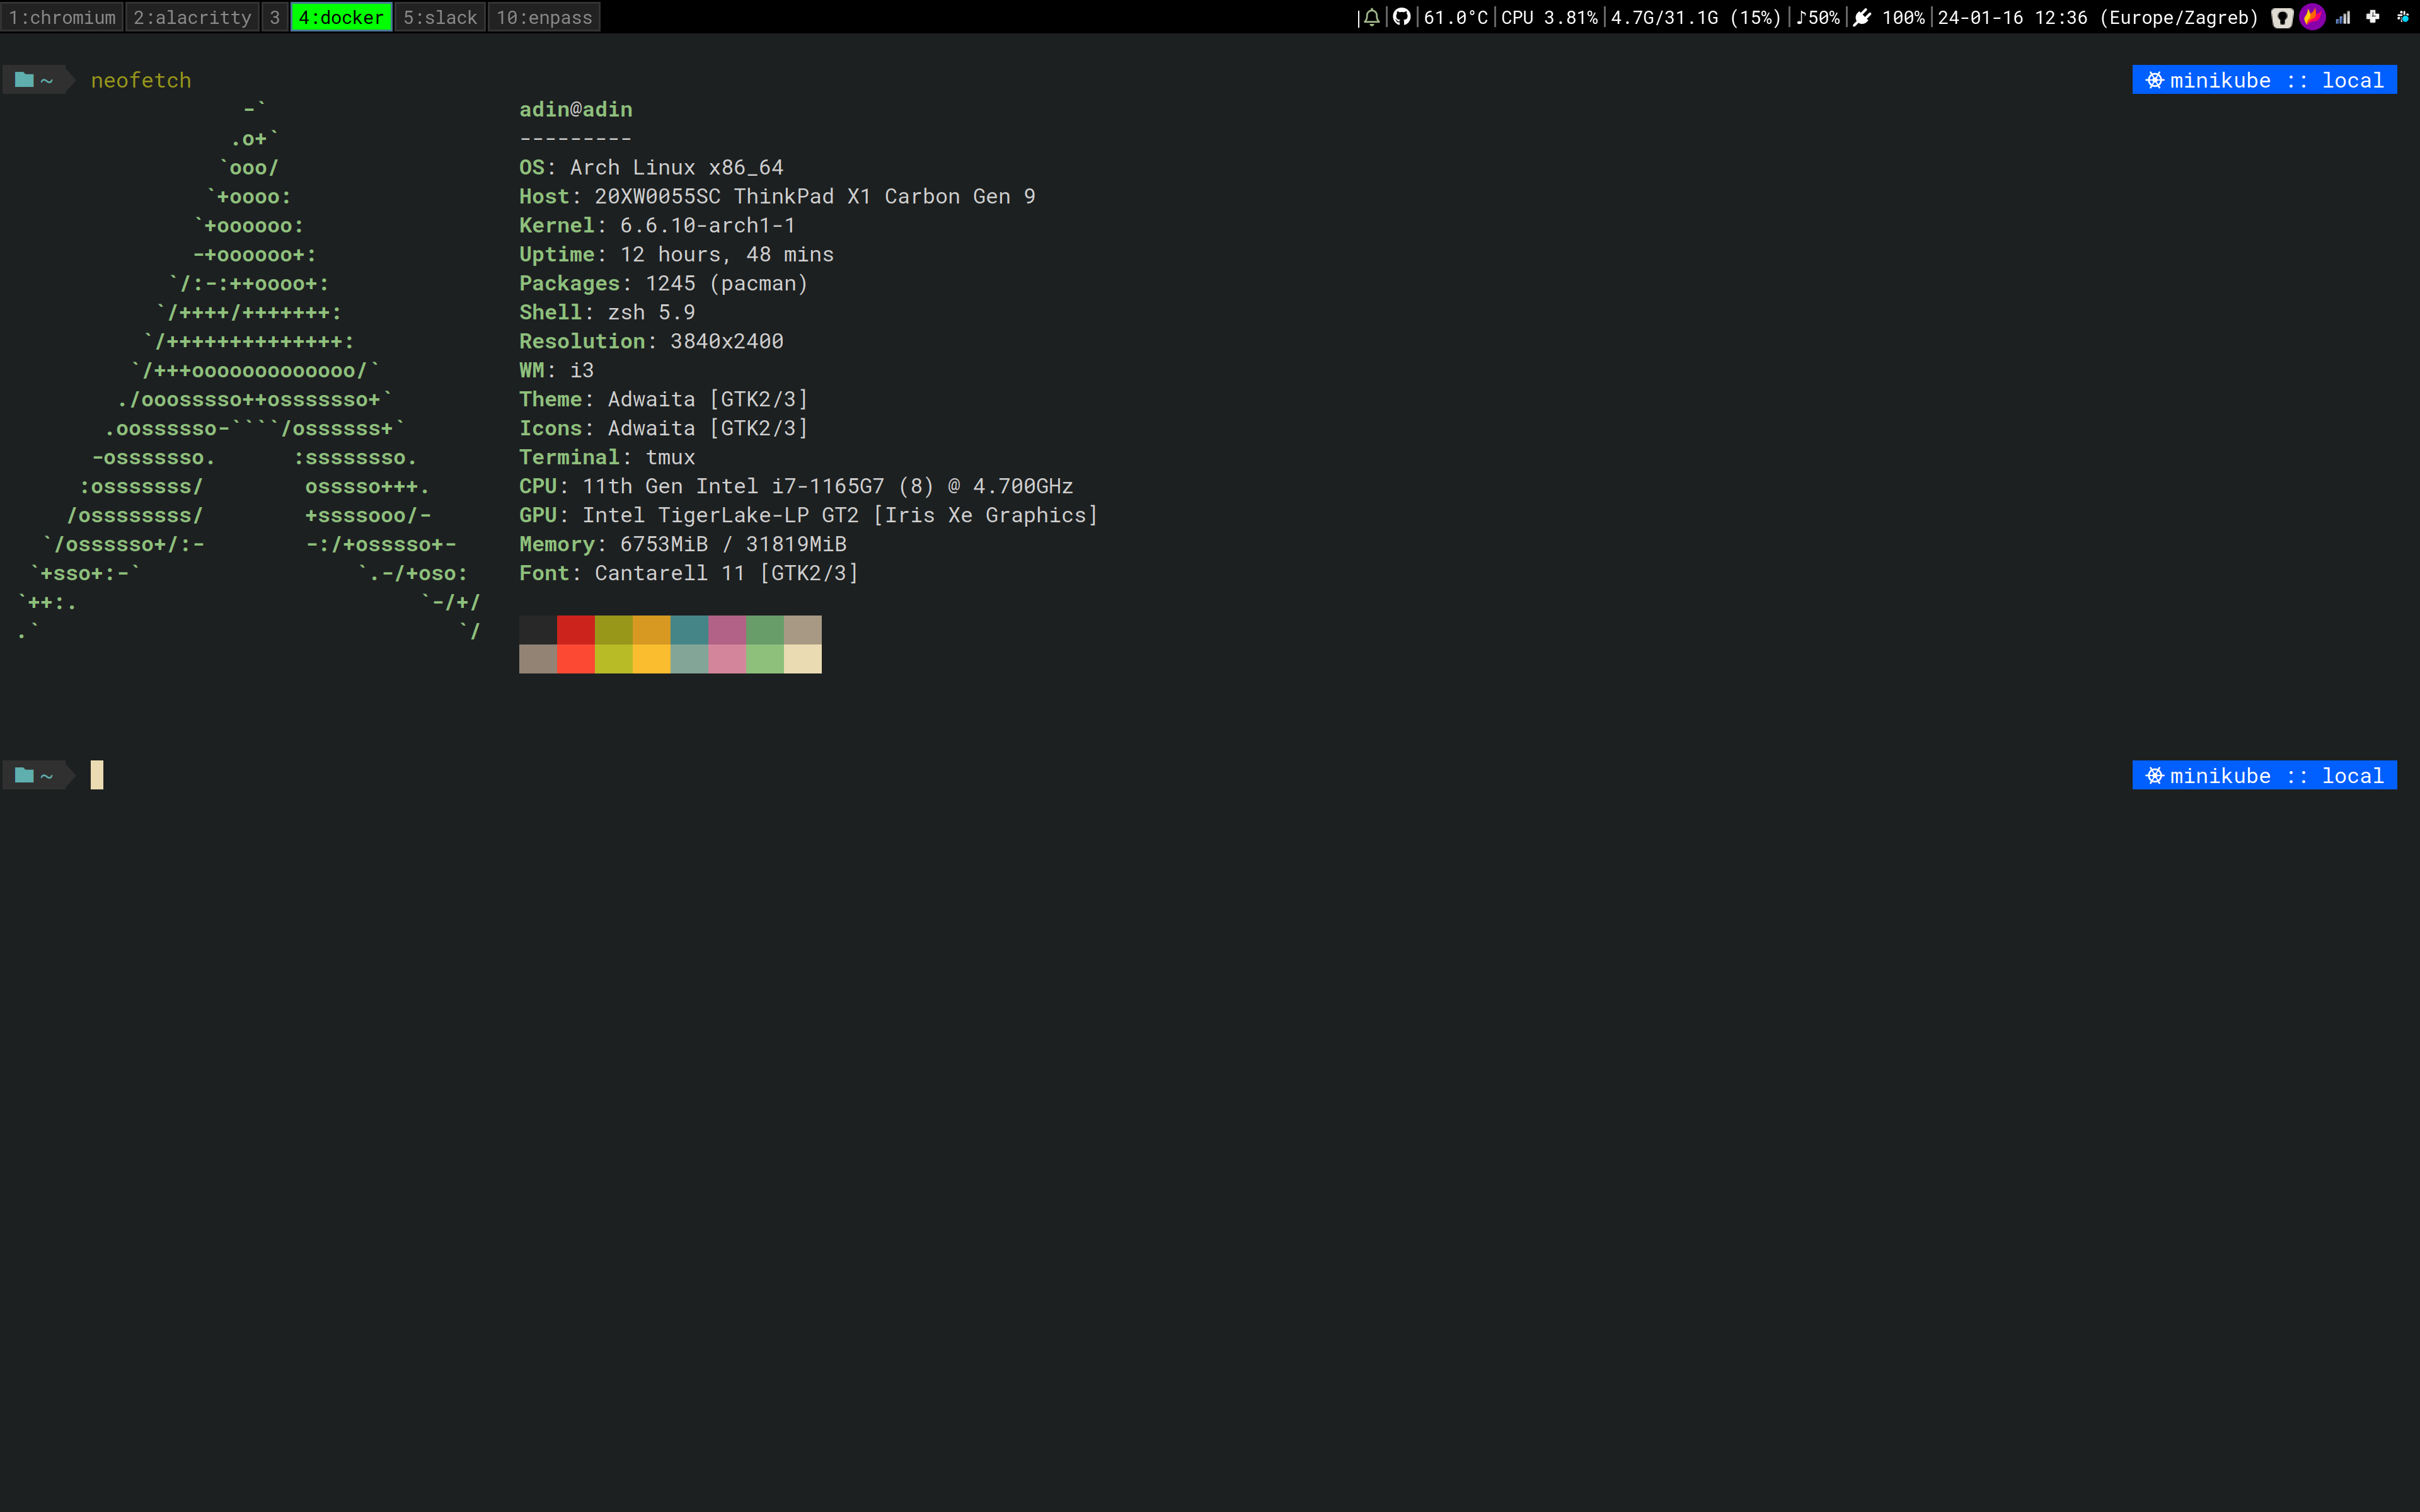 1:chromium 2:alacritty 3 4:docker 5:slack 10:enpass |61.0°C|CPU 3.81%|4.7G/31.1G (15%)|♪50%| 100%|24-01-16 12:36 (Europe/Zagreb)
~ neofetch minikube :: local
-` adin@adin
.o+` ---------
`ooo/ OS: Arch Linux x86_64
`+oooo: Host: 20XW0055SC ThinkPad X1 Carbon Gen 9
`+oooooo: Kernel: 6.6.10-arch1-1
-+oooooo+: Uptime: 12 hours, 48 mins
`/:-:++oooo+: Packages: 1245 (pacman)
`/++++/+++++++: Shell: zsh 5.9
`/++++++++++++++: Resolution: 3840x2400
`/+++ooooooooooooo/` WM: i3
./ooosssso++osssssso+` Theme: Adwaita [GTK2/3]
.oossssso-````/ossssss+` Icons: Adwaita [GTK2/3]
-osssssso. :ssssssso. Terminal: tmux
:osssssss/ osssso+++. CPU: 11th Gen Intel i7-1165G7 (8) @ 4.700GHz
/ossssssss/ +ssssooo/- GPU: Intel TigerLake-LP GT2 [Iris Xe Graphics]
`/ossssso+/:- -:/+osssso+- Memory: 6753MiB / 31819MiB
`+sso+:-` `.-/+oso: Font: Cantarell 11 [GTK2/3]
`++:. `-/+/
.` `/
~ minikube :: local